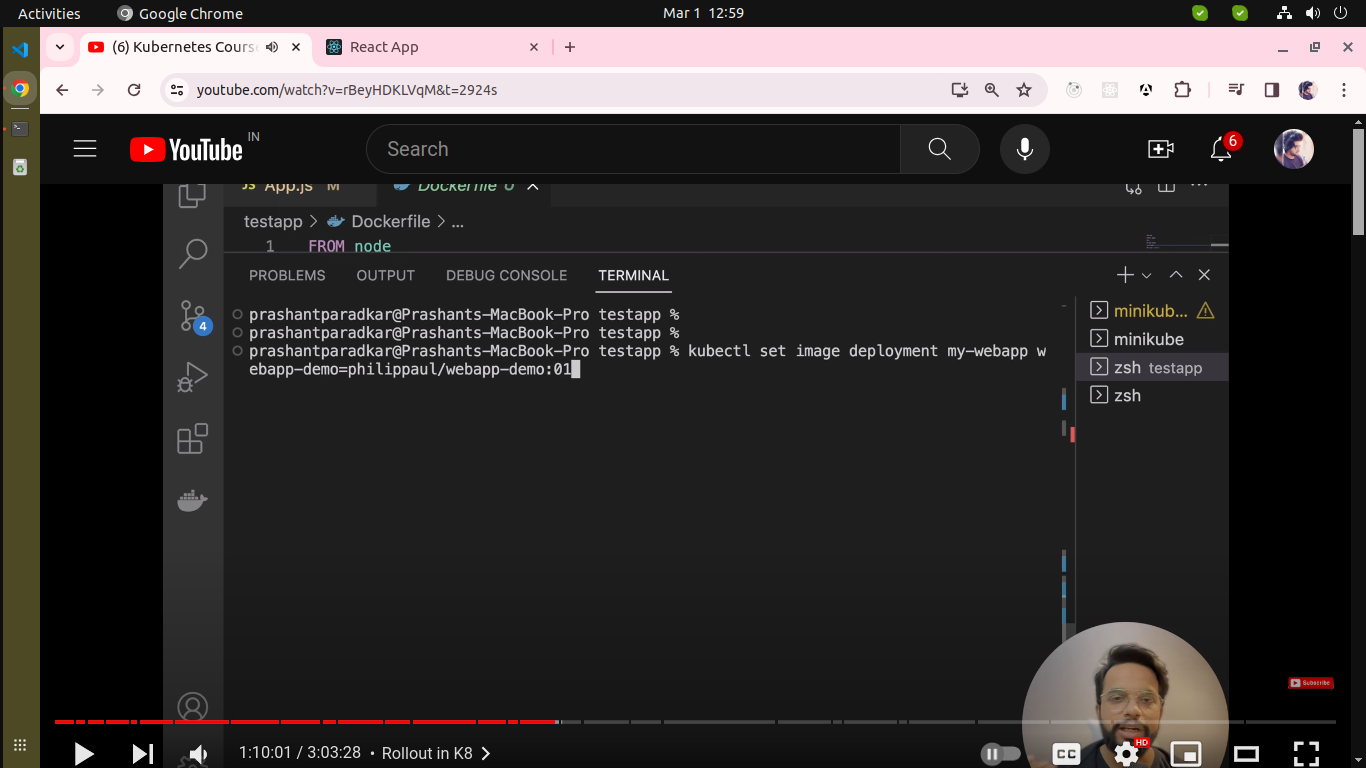 Activities
Google Chrome
Mar 1 12:59
(6) Kubernetes Course
React App
youtube.com/watch?v=rBeyHDKLVqM&t=2924s
YouTube IN
Search
6
JS App.js M
Dockerfile U
testapp > Dockerfile > ...
1 FROM node
PROBLEMS OUTPUT DEBUG CONSOLE TERMINAL
prashantparadkar@Prashants-MacBook-Pro testapp %
prashantparadkar@Prashants-MacBook-Pro testapp %
prashantparadkar@Prashants-MacBook-Pro testapp % kubectl set image deployment my-webapp w
ebapp-demo=philippaul/webapp-demo:01
minikub...
minikube
zsh testapp
zsh
4
Subscribe
1:10:01 / 3:03:28 • Rollout in K8 >
CC
HD